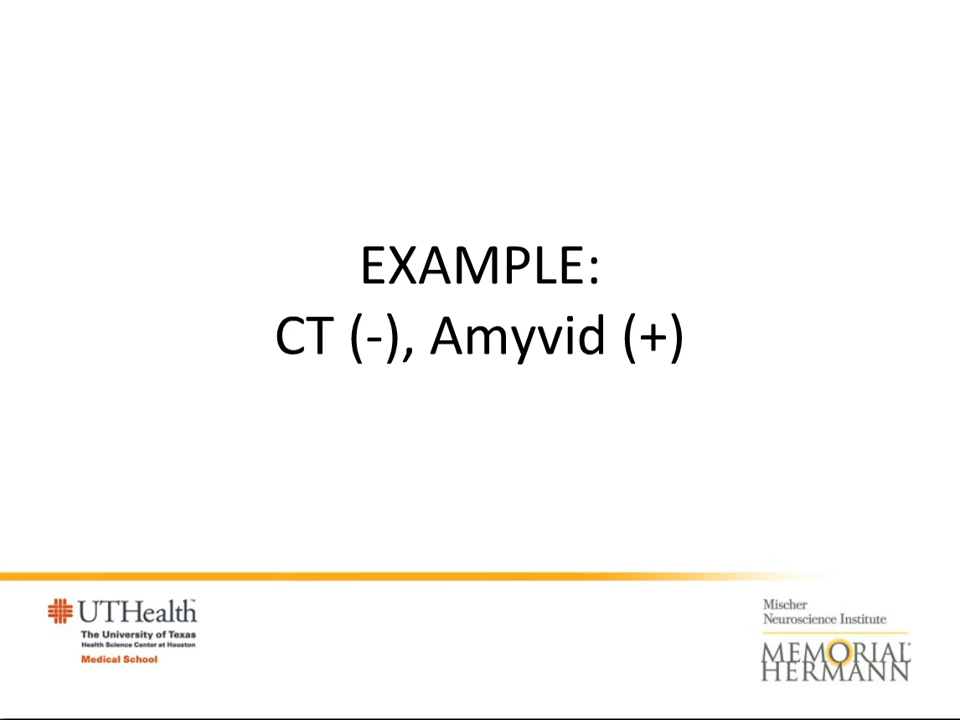 EXAMPLE:
CT (-), Amyvid (+)
UTHealth™
The University of Texas
Health Science Center at Houston
Medical School
Mischer
Neuroscience Institute
MEMORIAL
HERMANN